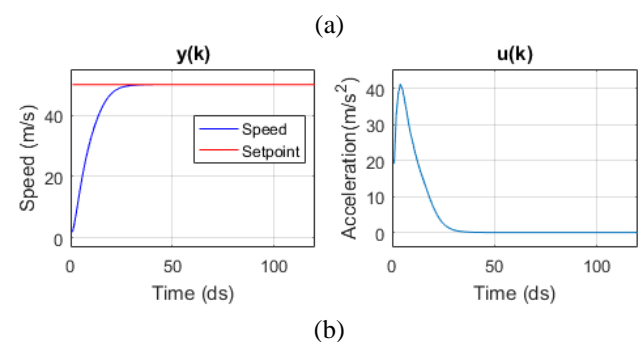 (a)
y(k)
Speed (m/s)
40
20
0
0
50
100
Time (ds)
Speed
Setpoint
u(k)
Acceleration(m/s²)
40
30
20
10
0
0
50
100
Time (ds)
(b)